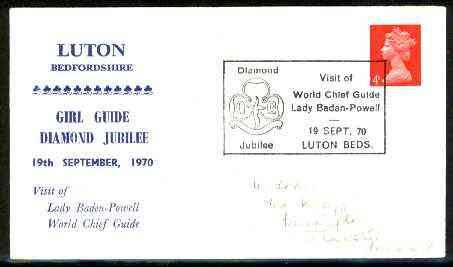 LUTON
BEDFORDSHIRE
GIRL GUIDE
DIAMOND JUBILEE
19th SEPTEMBER, 1970
Visit of
Lady Baden-Powell
World Chief Guide
Diamond
Jubilee
Visit of
World Chief Guide
Lady Baden-Powell
19 SEPT. 70
LUTON BEDS.
4D